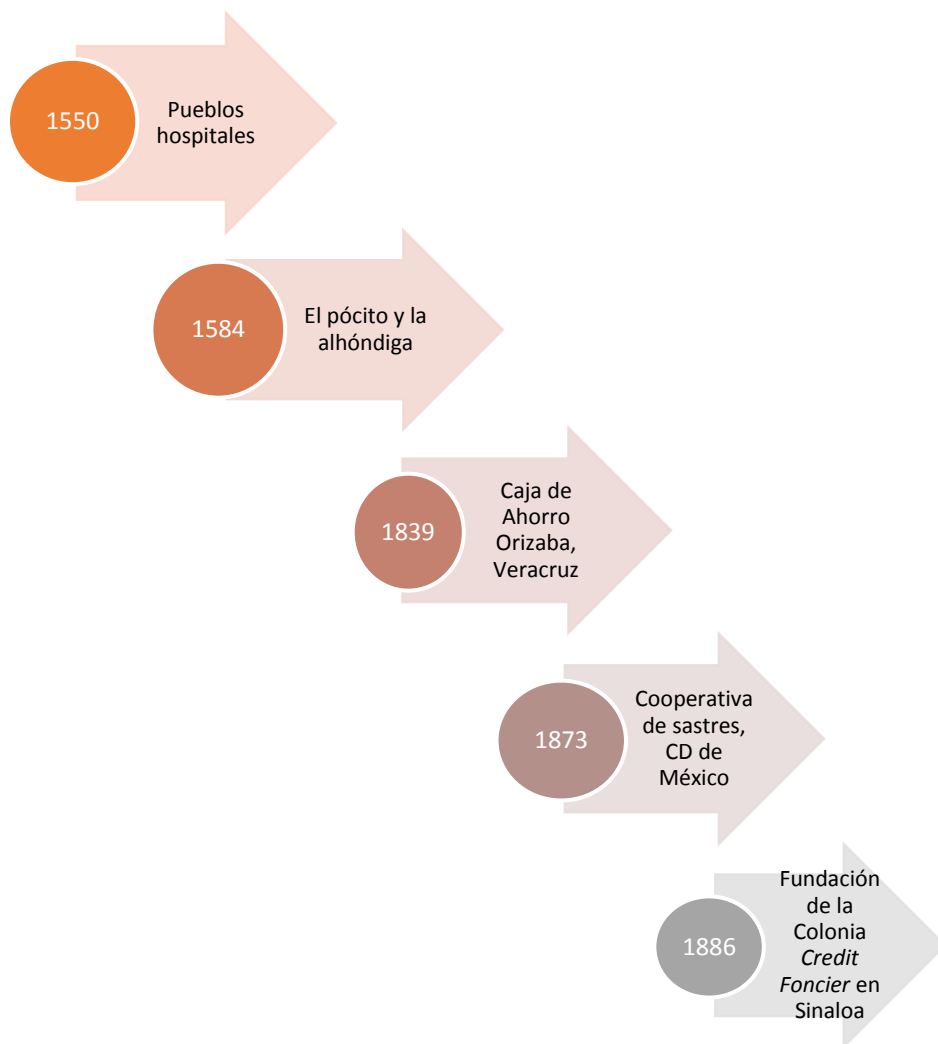 1550
Pueblos
hospitales
1584
El pócito y la
alhóndiga
1839
Caja de
Ahorro
Orizaba,
Veracruz
1873
Cooperativa
de sastres,
CD de
México
1886
Fundación
de la
Colonia
Credit
Foncier en
Sinaloa